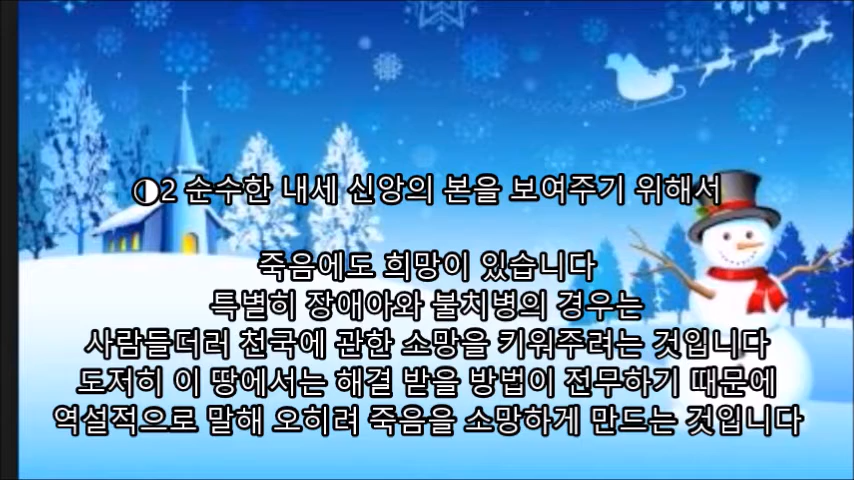 ◐2 순수한 내세 신앙의 본을 보여주기 위해서
죽음에도 희망이 있습니다
특별히 장애아와 불치병의 경우는
사람들더러 천국에 관한 소망을 키워주려는 것입니다
도저히 이 땅에서는 해결 받을 방법이 전무하기 때문에
역설적으로 말해 오히려 죽음을 소망하게 만드는 것입니다